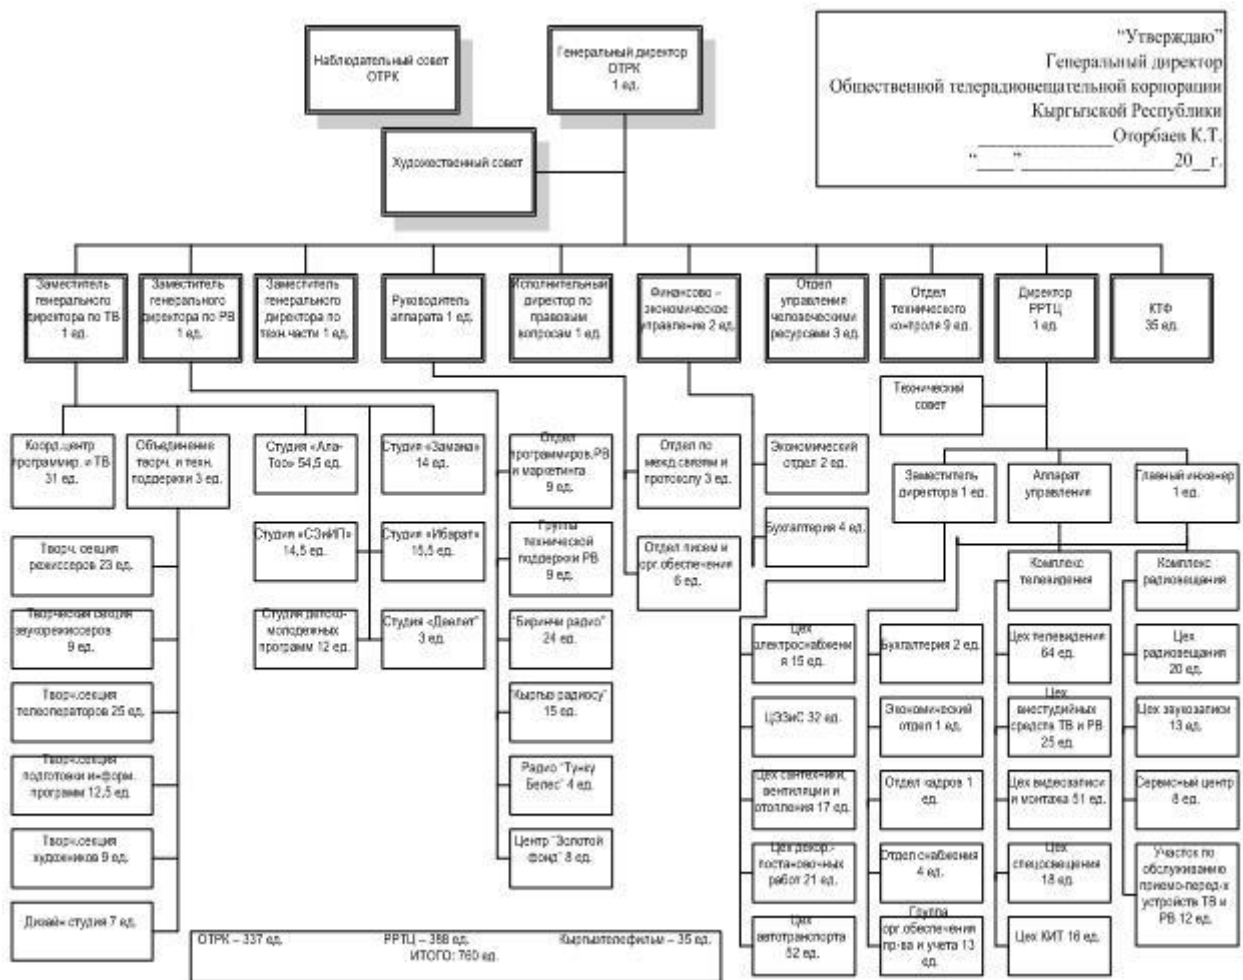 Наблюдательный совет
ОТРК
Генеральный директор
ОТРК
1 ед.
Художественный совет
“Утверждаю”
Генеральный директор
Общественной телерадиовещательной корпорации
Кыргызской Республики
_______________Оторбаев К.Т.
“____”_________________20__г.
Заместитель
генерального
директора по ТВ
1 ед.
Заместитель
генерального
директора по РВ
1 ед.
Заместитель
генерального
директора по
техн.части 1 ед.
Руководитель
аппарата 1 ед.
Исполнительный
директор по
правовым
вопросам 1 ед.
Финансово –
экономическое
управление 2 ед.
Отдел
управления
человеческими
ресурсами 3 ед.
Отдел
технического
контроля 9 ед.
Директор
РРТЦ
1 ед.
КТФ
35 ед.
Технический
совет
Коорд.центр
программир. и ТВ
31 ед.
Объединение
творч. и техн.
поддержки 3 ед.
Студия «Ала-
Тоо» 54,5 ед.
Студия «Замана»
14 ед.
Отдел
программиров.РВ
и маркетинга
9 ед.
Отдел по
межд.связям и
протоколу 3 ед.
Экономический
отдел 2 ед.
Заместитель
директора 1 ед.
Аппарат
управления
Главный инженер
1 ед.
Творч. секция
режиссеров 23 ед.
Студия «СЗиИП»
14,5 ед.
Студия «Ибарат»
15,5 ед.
Группа
технической
поддержки РВ
9 ед.
Отдел писем и
орг.обеспечения
6 ед.
Бухгалтерия 4 ед.
Комплекс
телевидения
Комплекс
радиовещания
Творческая секция
звукорежиссеров
9 ед.
Студия детско-
молодежных
программ 12 ед.
Студия «Дөөлөт»
3 ед.
“Биринчи радио”
24 ед.
Цех
электроснабжени
я 15 ед.
Бухгалтерия 2 ед.
Цех телевидения
64 ед.
Цех
радиовещания
20 ед.
Творч.секция
телеоператоров 25 ед.
“Кыргыз радиосу”
15 ед.
ЦЗЗиС 32 ед.
Экономический
отдел 1 ед.
Цех
внестудийных
средств ТВ и РВ
25 ед.
Цех звукозаписи
13 ед.
Творч.секция
подготовки информ.
программ 12,5 ед.
Радио “Тунку
Белес” 4 ед.
Цех сантехники,
вентиляции и
отопления 17 ед.
Отдел кадров 1
ед.
Цех видеозаписи
и монтажа 51 ед.
Сервисный центр
8 ед.
Творч.секция
художников 9 ед.
Центр “Золотой
фонд” 8 ед.
Цех декор.-
постановочных
работ 21 ед.
Отдел снабжения
4 ед.
Цех
спецосвещения
18 ед.
Участок по
обслуживанию
приемо-перед-х
устройств ТВ и
РВ 12 ед.
Дизайн студия 7 ед.
Цех
автотранспорта
52 ед.
Группа
орг.обеспечения
пр-ва и учета 13
ед.
Цех КИТ 16 ед.
ОТРК – 337 ед. РРТЦ – 388 ед. Кыргызтелефильм – 35 ед.
ИТОГО: 760 ед.